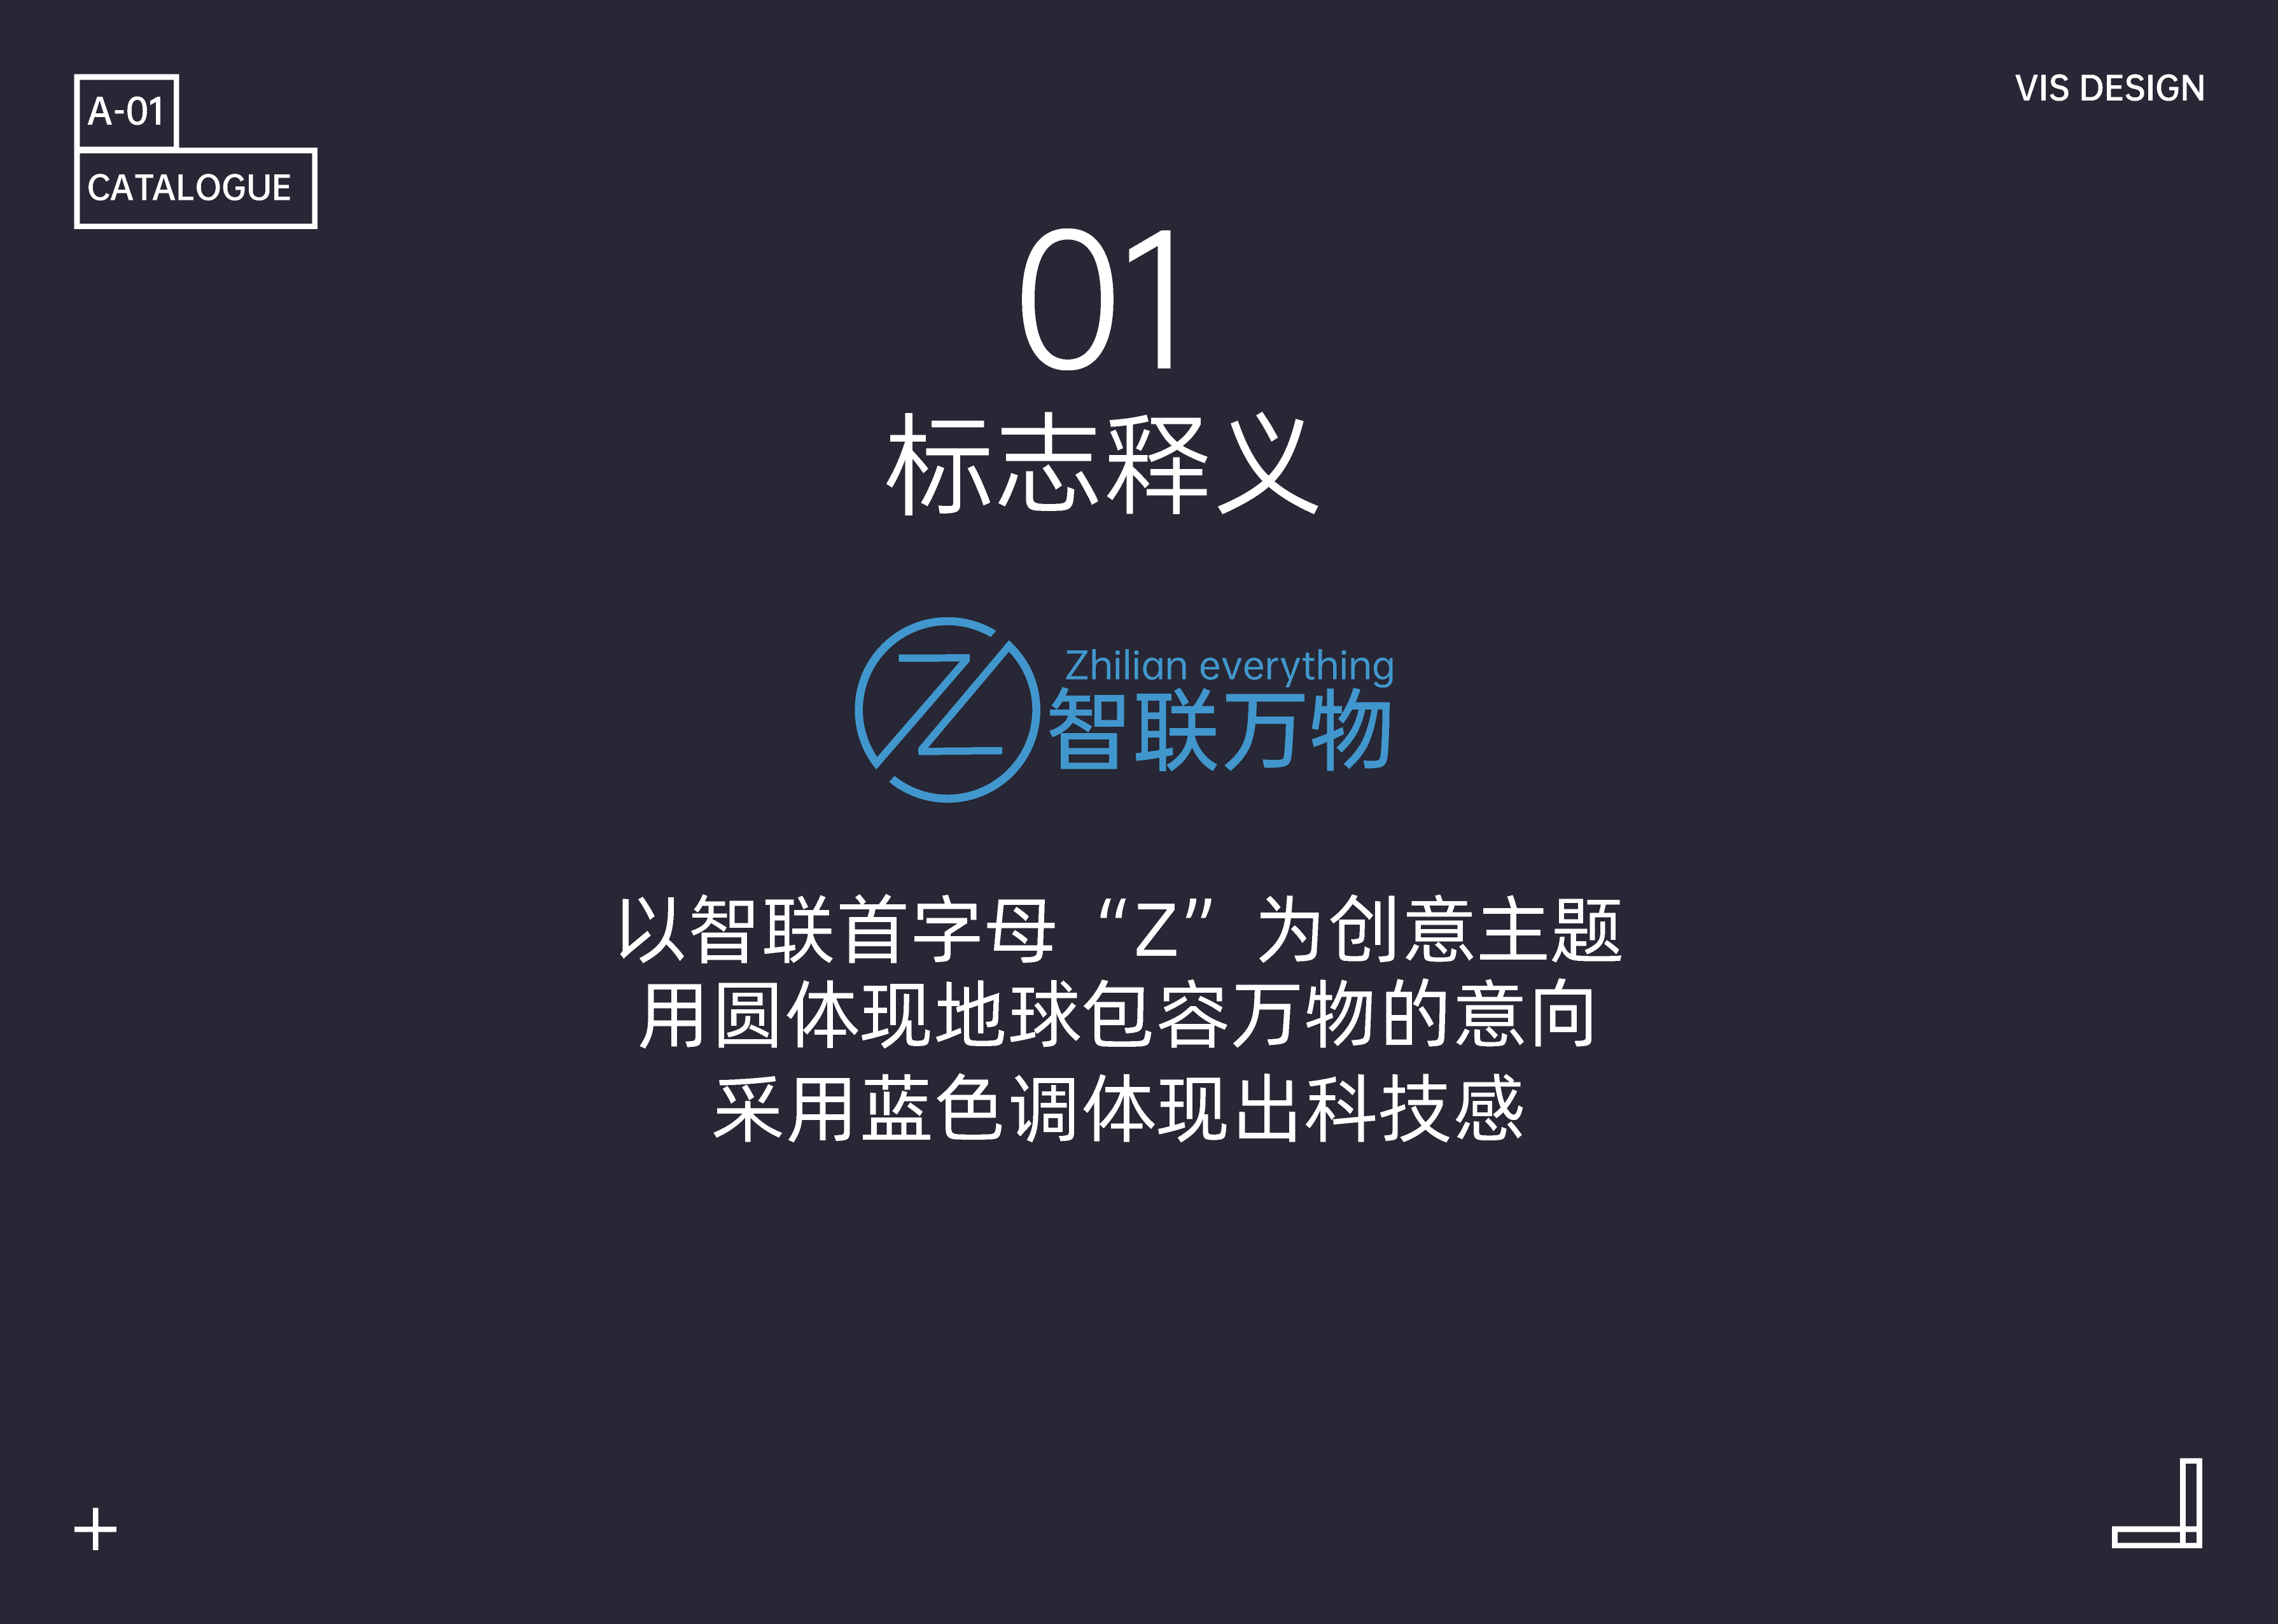 A-01
CATALOGUE
VIS DESIGN
01
标志释义
Z
Zhilian everything
智联万物
以智联首字母“Z”为创意主题
用圆体现地球包容万物的意向
采用蓝色调体现出科技感